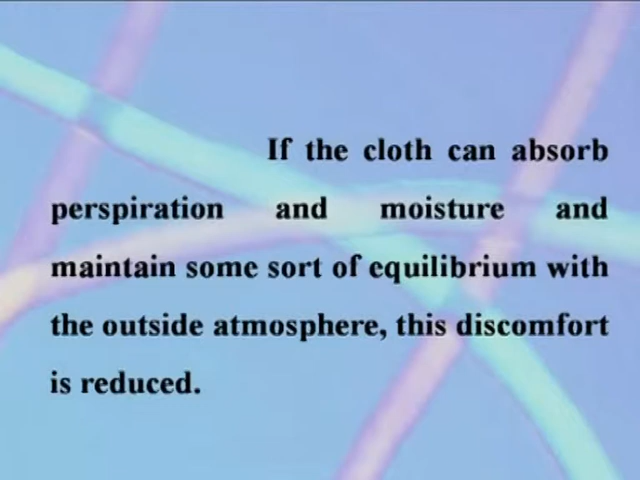 If the cloth can absorb
perspiration and moisture and
maintain some sort of equilibrium with
the outside atmosphere, this discomfort
is reduced.